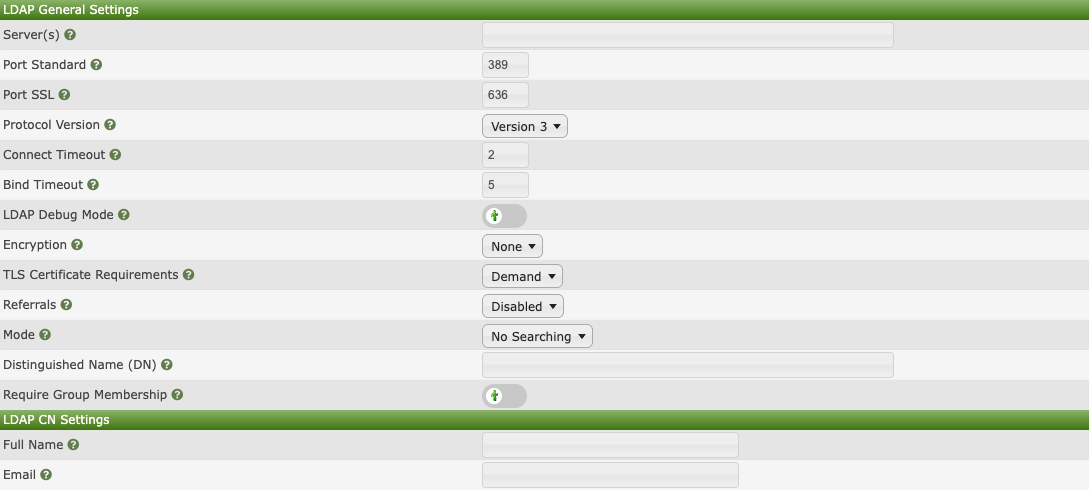 LDAP General Settings
Server(s) ?
Port Standard ? 389
Port SSL ? 636
Protocol Version ? Version 3
Connect Timeout ? 2
Bind Timeout ? 5
LDAP Debug Mode ?
Encryption ? None
TLS Certificate Requirements ? Demand
Referrals ? Disabled
Mode ? No Searching
Distinguished Name (DN) ?
Require Group Membership ?
LDAP CN Settings
Full Name ?
Email ?